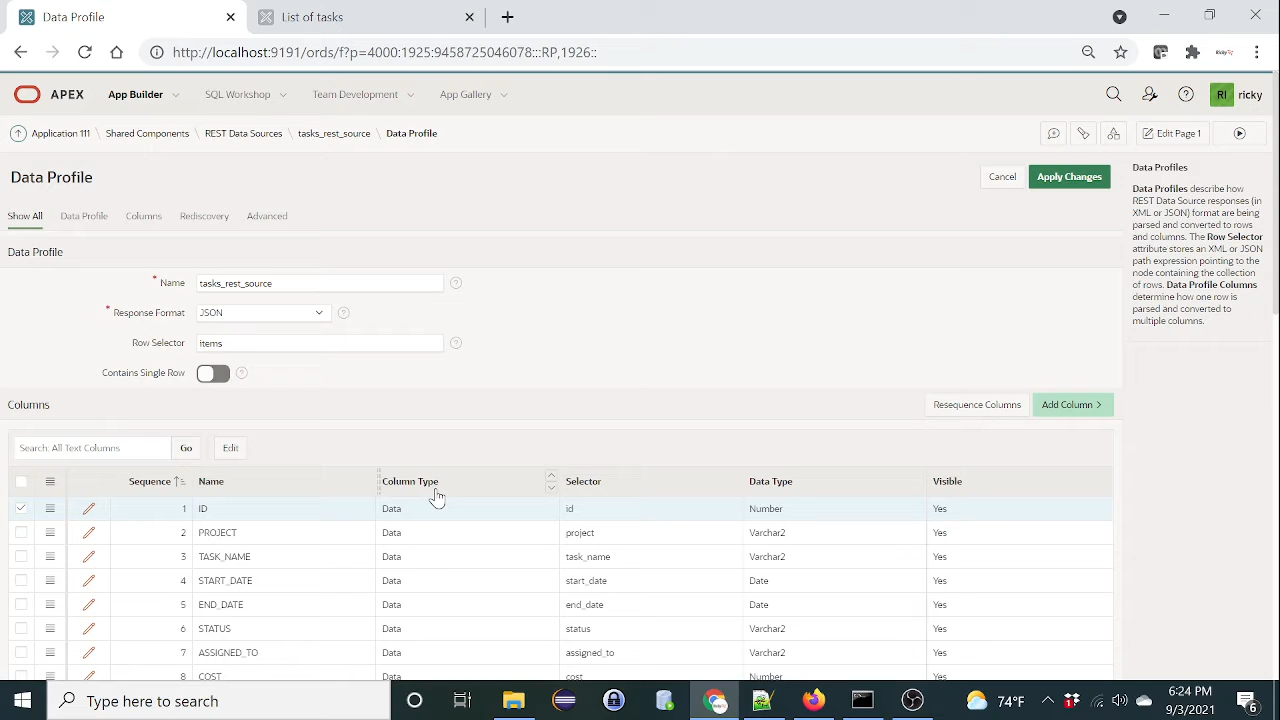 Data Profile
List of tasks
http://localhost:9191/ords/f?p=4000:1925:9458725046078:::RP,1926::
APEX App Builder SQL Workshop Team Development App Gallery RI ricky
Application 111 \ Shared Components \ REST Data Sources \ tasks_rest_source \ Data Profile Edit Page 1
Data Profile
Cancel Apply Changes
Show All Data Profile Columns Rediscovery Advanced
Data Profile
* Name tasks_rest_source
* Response Format JSON
Row Selector items
Contains Single Row
Columns Resequence Columns Add Column >
Search: All Text Columns Go Edit
Sequence Name Column Type Selector Data Type Visible
1 ID Data id Number Yes
2 PROJECT Data project Varchar2 Yes
3 TASK_NAME Data task_name Varchar2 Yes
4 START_DATE Data start_date Date Yes
5 END_DATE Data end_date Date Yes
6 STATUS Data status Varchar2 Yes
7 ASSIGNED_TO Data assigned_to Varchar2 Yes
8 COST Data cost Number Yes
Data Profiles
Data Profiles describe how
REST Data Source responses (in
XML or JSON) format are being
parsed and converted to rows
and columns. The Row Selector
attribute stores an XML or JSON
path expression pointing to the
node containing the collection
of rows. Data Profile Columns
determine how one row is
parsed and converted to
multiple columns.
Type here to search
74°F
6:24 PM
9/3/2021
6